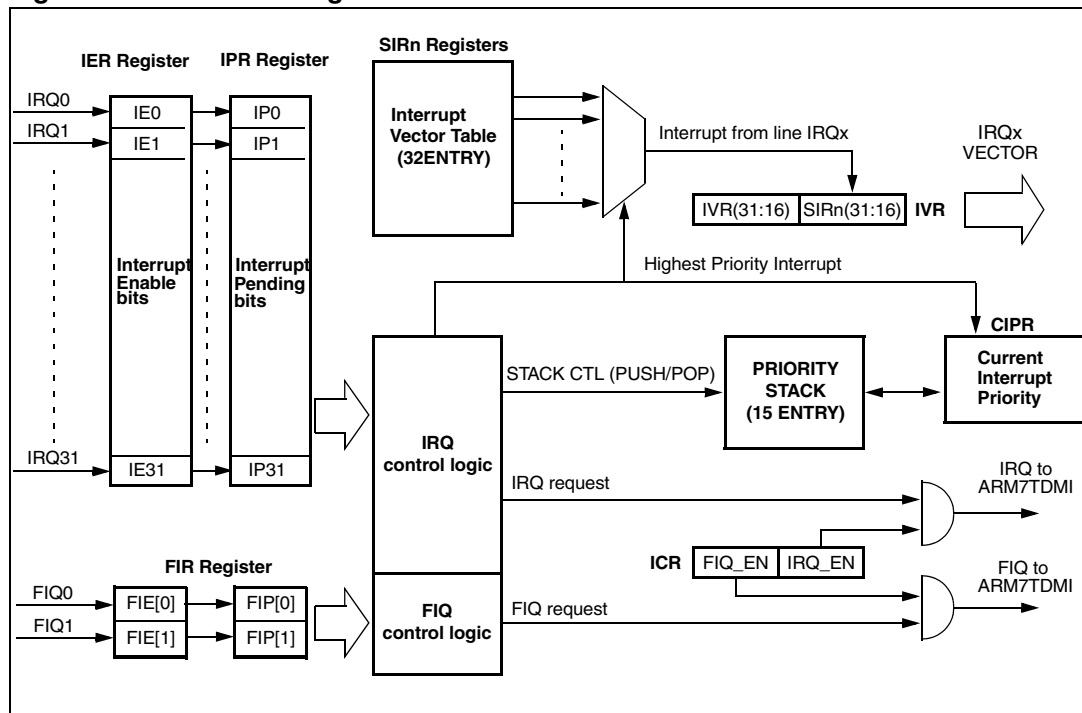 SIRn Registers
IER Register
IPR Register
IRQ0
IRQ1
IE0
IE1
IP0
IP1
Interrupt
Enable
bits
Interrupt
Pending
bits
IRQ31
IE31
IP31
Interrupt
Vector Table
(32ENTRY)
Interrupt from line IRQx
IRQx
VECTOR
IVR(31:16)
SIRn(31:16)
IVR
Highest Priority Interrupt
CIPR
Current
Interrupt
Priority
STACK CTL (PUSH/POP)
PRIORITY
STACK
(15 ENTRY)
IRQ
control logic
IRQ request
IRQ to
ARM7TDMI
ICR
FIQ_EN
IRQ_EN
FIR Register
FIQ0
FIQ1
FIE[0]
FIE[1]
FIP[0]
FIP[1]
FIQ
control logic
FIQ request
FIQ to
ARM7TDMI